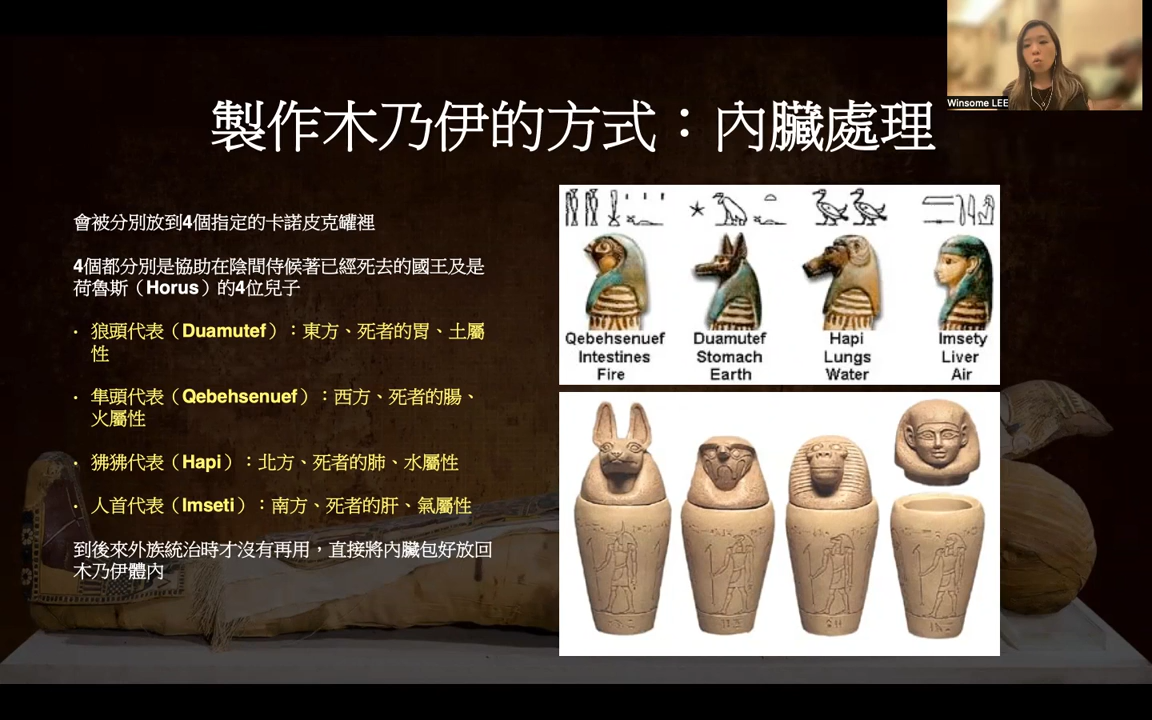 Winsome LEE
製作木乃伊的方式：內臟處理
會被分別放到4個指定的卡諾皮克罐裡
4個都分別是協助在陰間侍候著已經死去的國王及是
荷魯斯（Horus）的4位兒子
• 狼頭代表（Duamutef）：東方、死者的胃、土屬
性
• 隼頭代表（Qebehsenuef）：西方、死者的腸、
火屬性
• 狒狒代表（Hapi）：北方、死者的肺、水屬性
• 人首代表（Imseti）：南方、死者的肝、氣屬性
到後來外族統治時才沒有再用，直接將內臟包好放回
木乃伊體內
Qebehsenuef
Intestines
Fire
Duamutef
Stomach
Earth
Hapi
Lungs
Water
Imsety
Liver
Air